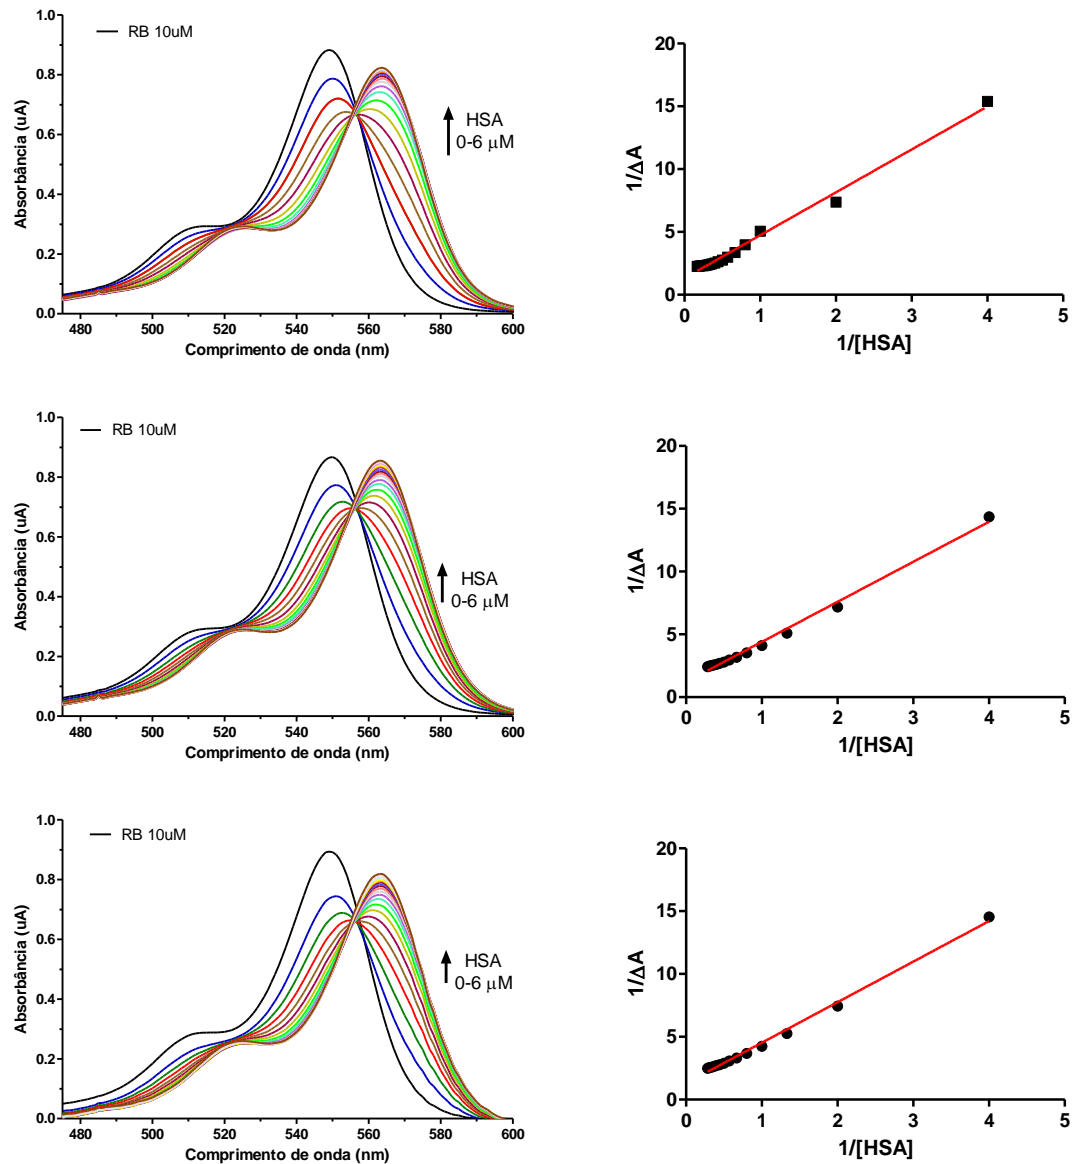 RB 10uM
HSA
0-6 μM
Absorbância (uA)
1.0
0.8
0.6
0.4
0.2
0.0
480 500 520 540 560 580 600
Comprimento de onda (nm)
1/ΔA
20
15
10
5
0
0 1 2 3 4 5
1/[HSA]
RB 10uM
HSA
0-6 μM
Absorbância (uA)
1.0
0.8
0.6
0.4
0.2
0.0
480 500 520 540 560 580 600
Comprimento de onda (nm)
1/ΔA
20
15
10
5
0
0 1 2 3 4 5
1/[HSA]
RB 10uM
HSA
0-6 μM
Absorbância (uA)
1.0
0.8
0.6
0.4
0.2
0.0
480 500 520 540 560 580 600
Comprimento de onda (nm)
1/ΔA
20
15
10
5
0
0 1 2 3 4 5
1/[HSA]